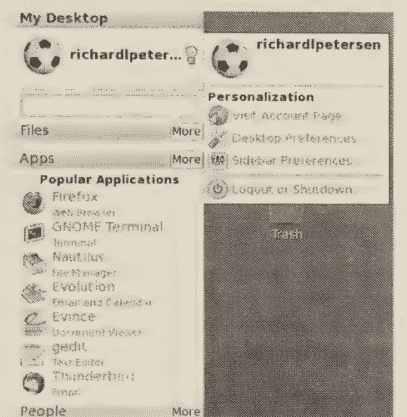 My Desktop
richardlpeter...
Files More
Apps More
Popular Applications
Firefox
Web Browser
GNOME Terminal
Terminal
Nautilus
File Manager
Evolution
Email and Calendar
Evince
Document Viewer
gedit
Text Editor
Thunderbird
Email
People More
richardlpetersen
Personalization
Visit Account Page
Desktop Preferences
Sidebar Preferences
Logout or Shutdown
Trash